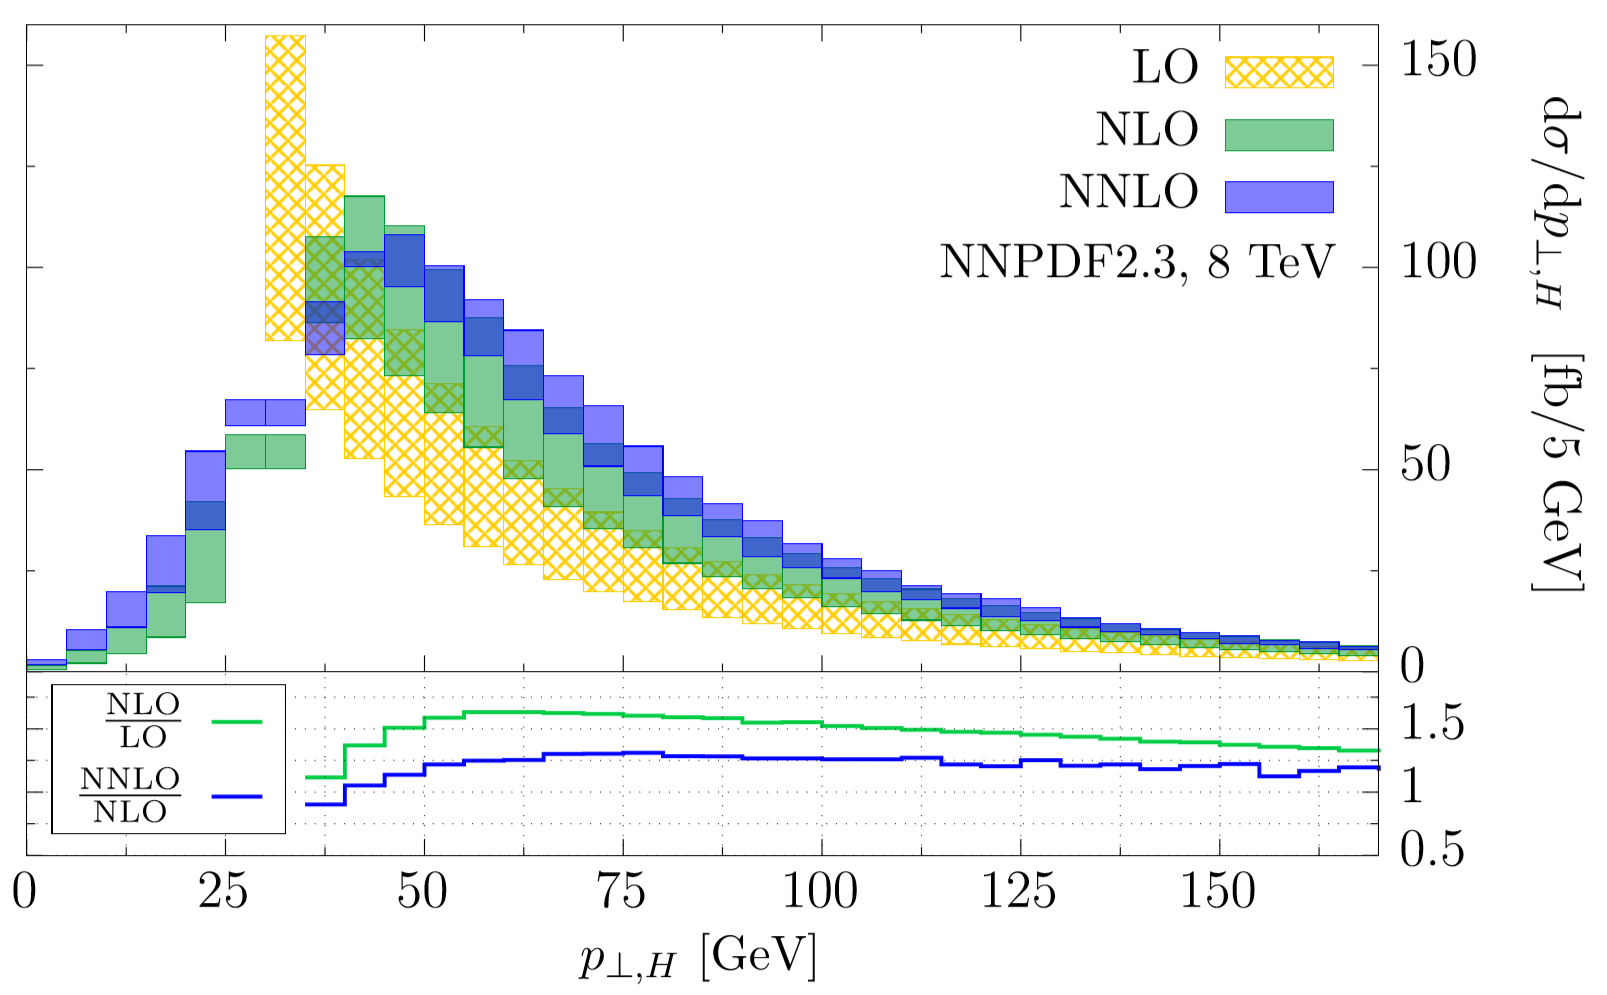 LO
NLO
NNLO
NNPDF2.3, 8 TeV
150
100
50
0
dσ/dp⊥,H [fb/5 GeV]
NLO
LO
NNLO
NLO
1.5
1
0.5
0 25 50 75 100 125 150
p⊥,H [GeV]